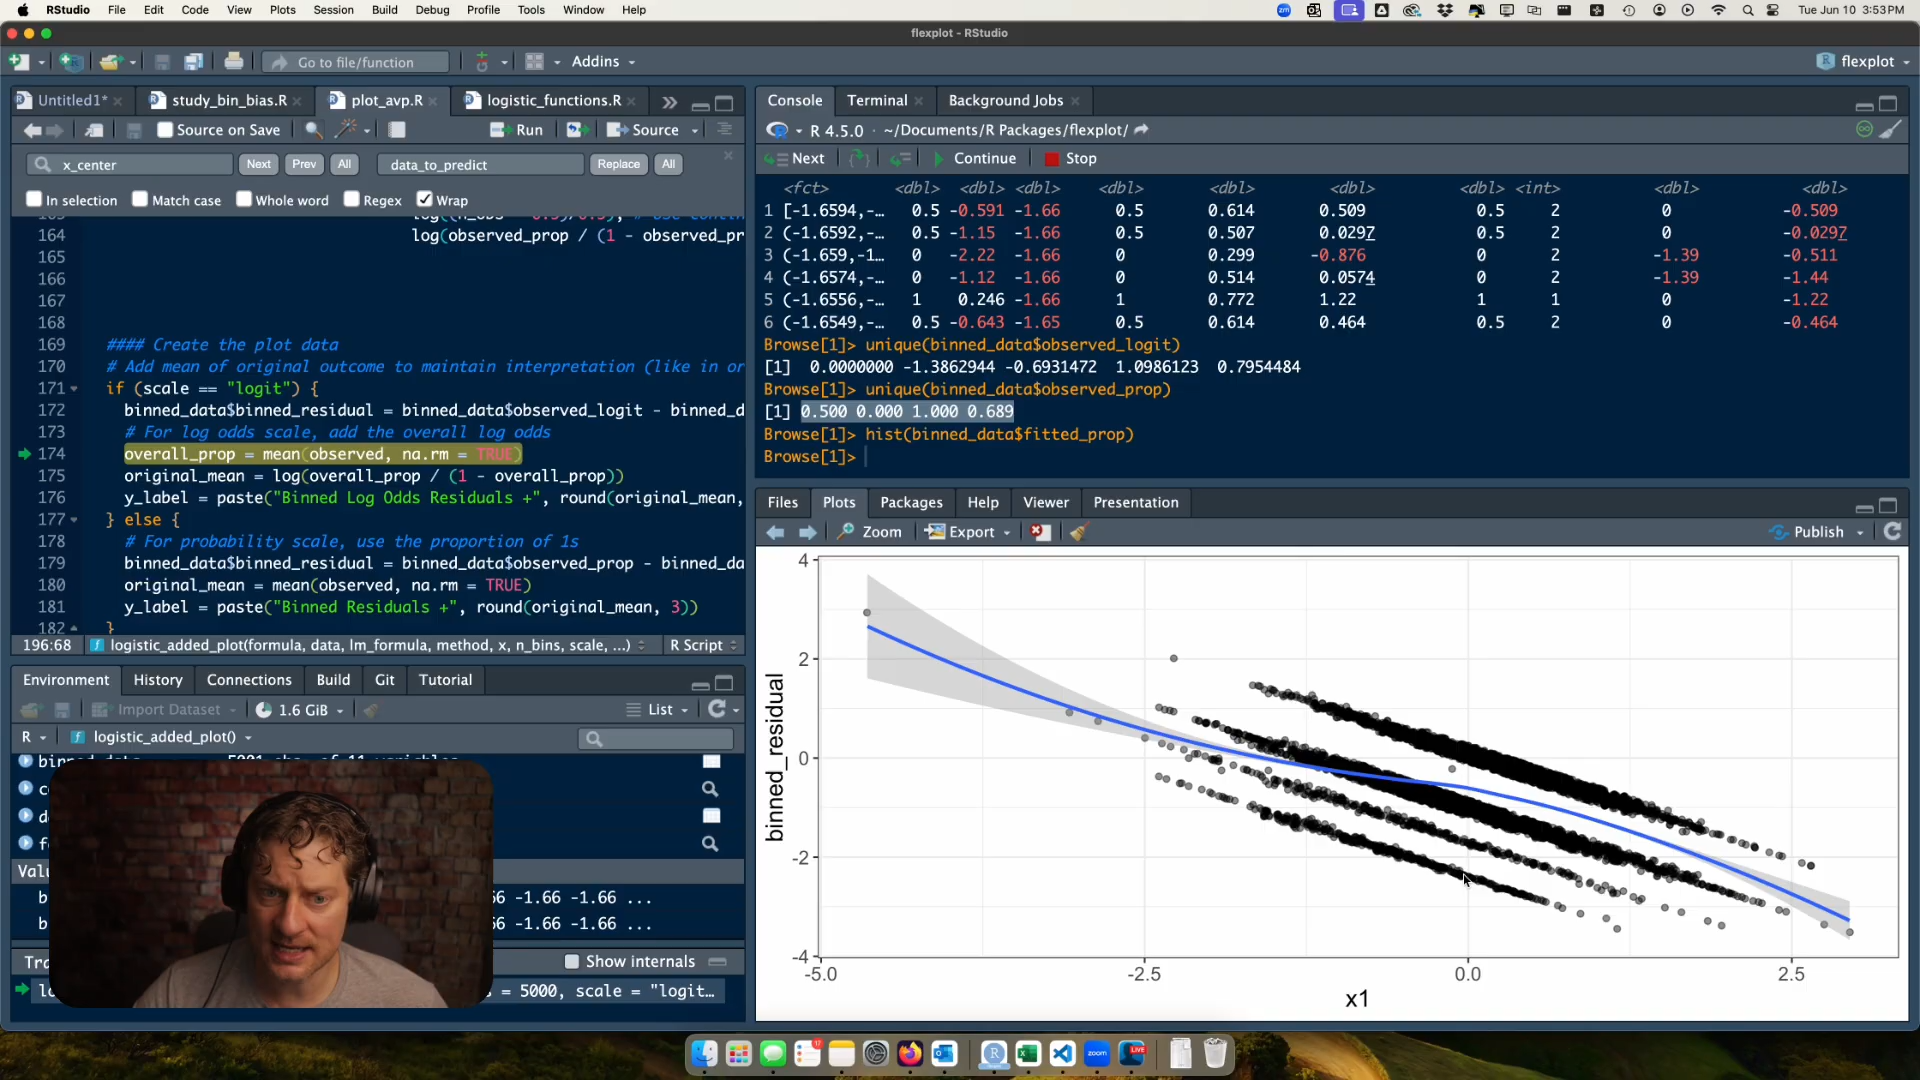 RStudio File Edit Code View Plots Session Build Debug Profile Tools Window Help
Tue Jun 10 3:53 PM
flexplot - RStudio
Go to file/function
Addins
flexplot
Untitled1*
study_bin_bias.R
plot_avp.R
logistic_functions.R
Source on Save
Run
Source
x_center
Next
Prev
All
data_to_predict
Replace
All
In selection
Match case
Whole word
Regex
Wrap
164 log(observed_prop / (1 - observed_pr
165
166
167
168
169 #### Create the plot data
170 # Add mean of original outcome to maintain interpretation (like in or
171 if (scale == "logit") {
172 binned_data$binned_residual = binned_data$observed_logit - binned_d
173 # For log odds scale, add the overall log odds
174 overall_prop = mean(observed, na.rm = TRUE)
175 original_mean = log(overall_prop / (1 - overall_prop))
176 y_label = paste("Binned Log Odds Residuals +", round(original_mean,
177 } else {
178 # For probability scale, use the proportion of 1s
179 binned_data$binned_residual = binned_data$observed_prop - binned_da
180 original_mean = mean(observed, na.rm = TRUE)
181 y_label = paste("Binned Residuals +", round(original_mean, 3))
182 }
196:68
logistic_added_plot(formula, data, lm_formula, method, x, n_bins, scale, ...)
R Script
Environment
History
Connections
Build
Git
Tutorial
Import Dataset
1.6 GiB
List
R
logistic_added_plot()
-1.66 -1.66 ...
-1.66 -1.66 ...
Show internals
= 5000, scale = "logit...
Console
Terminal
Background Jobs
R 4.5.0 · ~/Documents/R Packages/flexplot/
Next
Continue
Stop
<fct> <dbl> <dbl> <dbl> <dbl> <dbl> <dbl> <dbl> <int> <dbl> <dbl>
1 [-1.6594,-… 0.5 -0.591 -1.66 0.5 0.614 0.509 0.5 2 0 -0.509
2 (-1.6592,-… 0.5 -1.15 -1.66 0.5 0.507 0.0297 0.5 2 0 -0.0297
3 (-1.659,-1… 0 -2.22 -1.66 0 0.299 -0.876 0 2 -1.39 -0.511
4 (-1.6574,-… 0 -1.12 -1.66 0 0.514 0.0574 0 2 -1.39 -1.44
5 (-1.6556,-… 1 0.246 -1.66 1 0.772 1.22 1 1 0 -1.22
6 (-1.6549,-… 0.5 -0.643 -1.65 0.5 0.614 0.464 0.5 2 0 -0.464
Browse[1]> unique(binned_data$observed_logit)
[1] 0.0000000 -1.3862944 -0.6931472 1.0986123 0.7954484
Browse[1]> unique(binned_data$observed_prop)
[1] 0.500 0.000 1.000 0.689
Browse[1]> hist(binned_data$fitted_prop)
Browse[1]>
Files
Plots
Packages
Help
Viewer
Presentation
Zoom
Export
Publish
4
2
0
-2
-4
binned_residual
-5.0
-2.5
0.0
2.5
x1